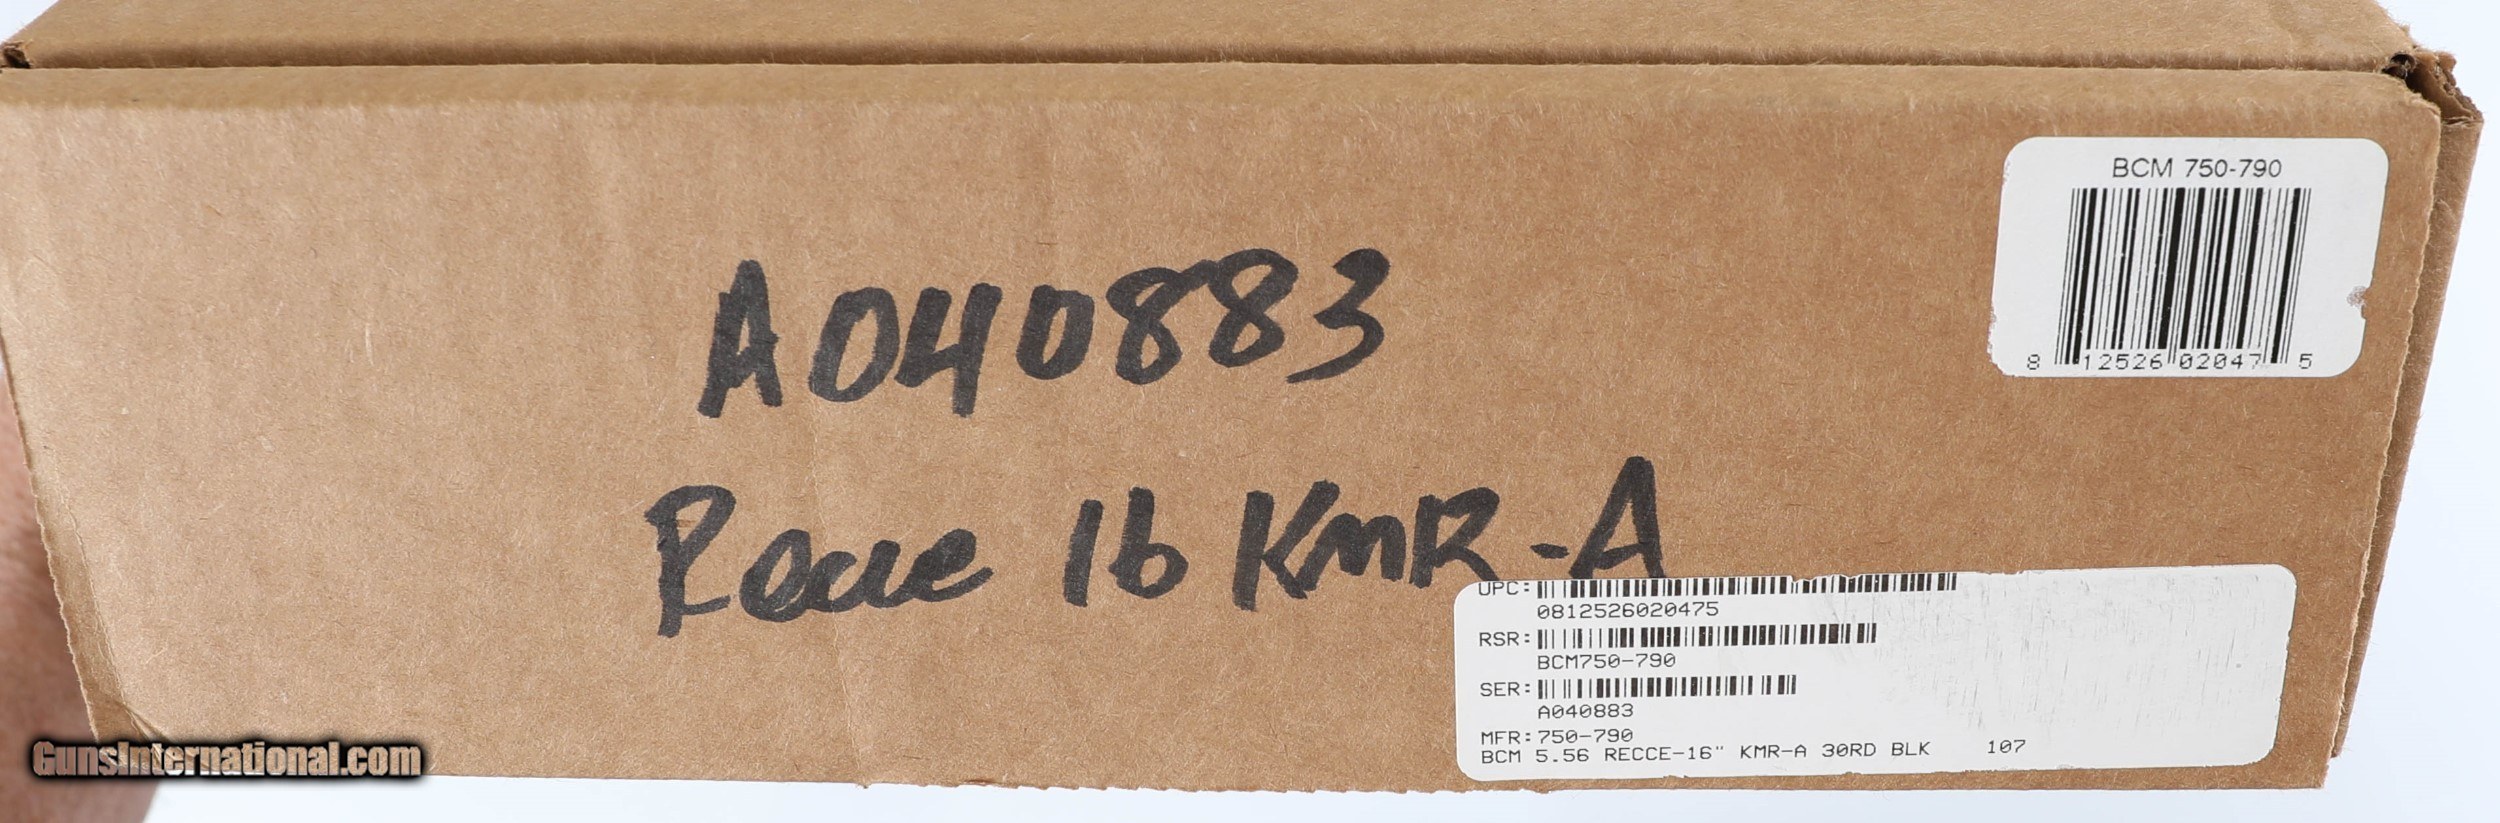 BCM 750-790
8 12526 02047 5
A040883
Recce 16 KMR-A
UPC:
0812526020475
RSR:
BCM750-790
SER:
A040883
MFR:750-790
BCM 5.56 RECCE-16" KMR-A 30RD BLK 107
GunsInternational.com